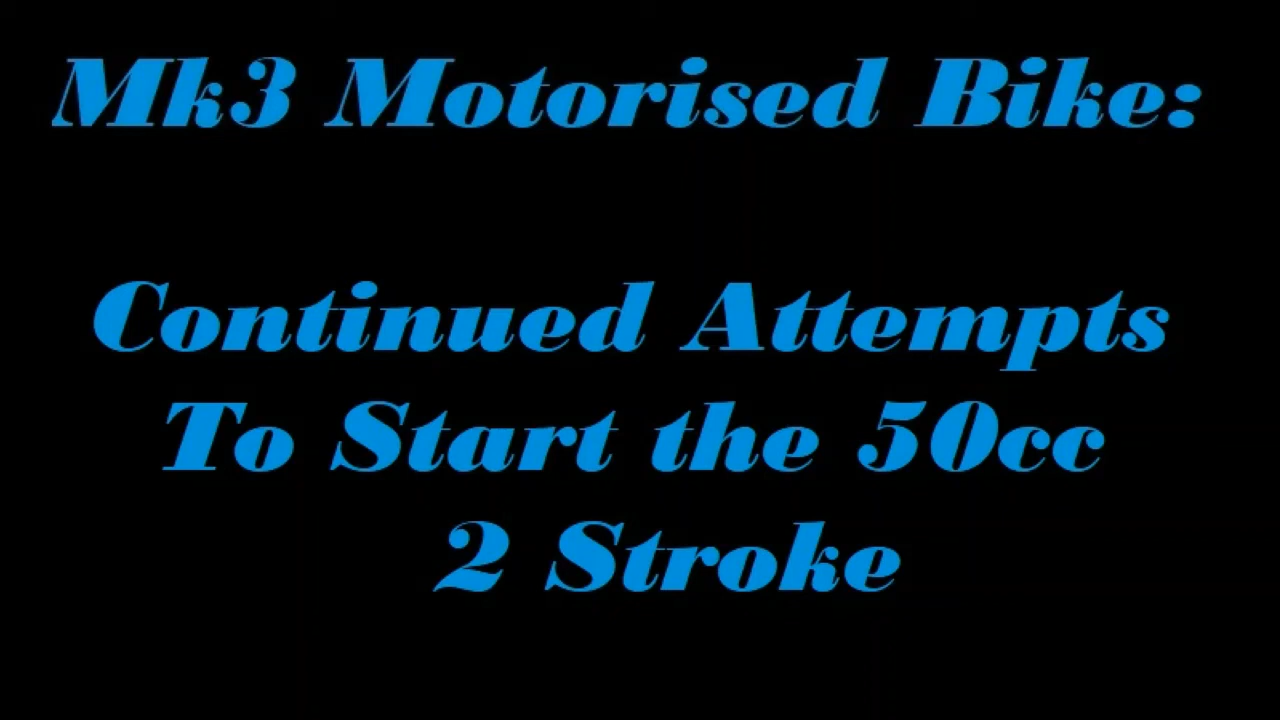 Mk3 Motorised Bike:
Continued Attempts
To Start the 50cc
2 Stroke